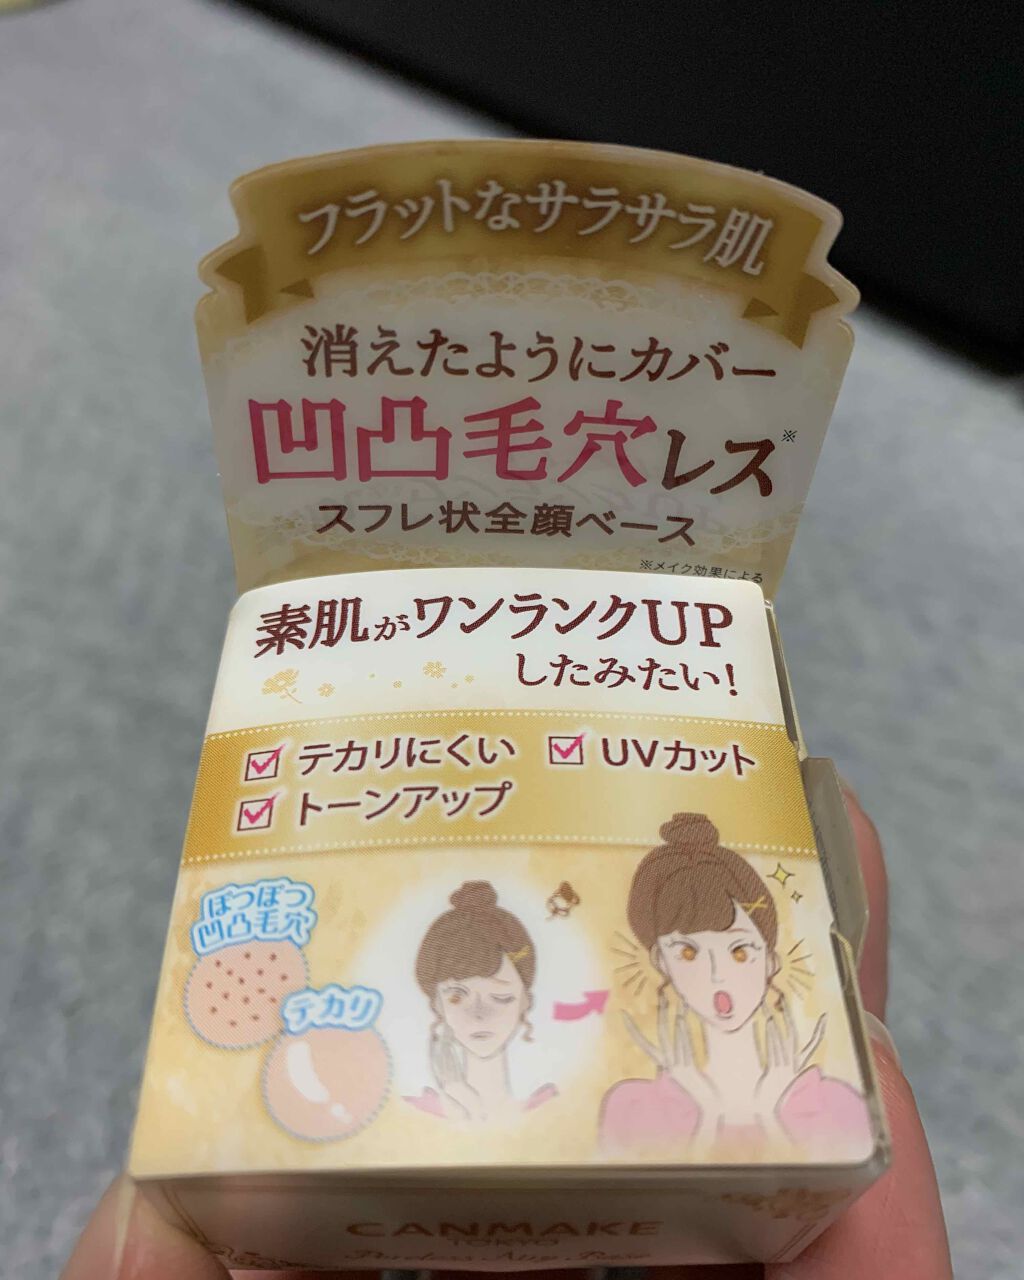 フラットなサラサラ肌
消えたようにカバー
凹凸毛穴レス※
スフレ状全顔ベース
※メイク効果による
素肌がワンランクUP
したみたい!
テカリにくい
UVカット
トーンアップ
ぽつぽつ
凹凸毛穴
テカリ
CANMAKE
TOKYO
Poreless Airy Base